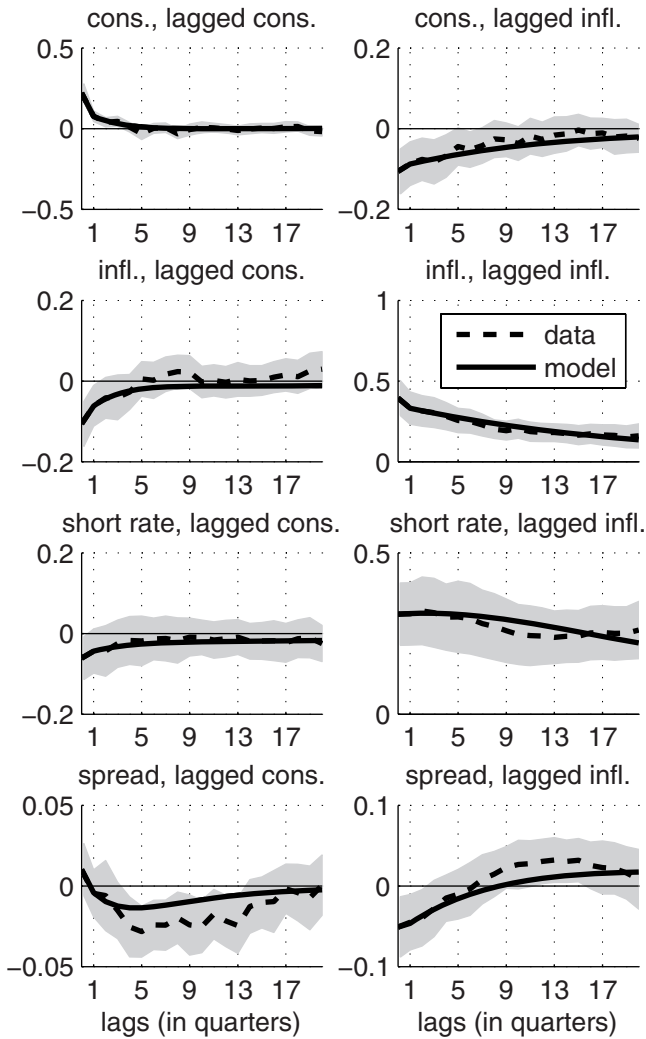 cons., lagged cons.
0.5
0
−0.5
1 5 9 13 17
cons., lagged infl.
0.2
0
−0.2
1 5 9 13 17
infl., lagged cons.
0.2
0
−0.2
1 5 9 13 17
infl., lagged infl.
1
0.5
0
data
model
1 5 9 13 17
short rate, lagged cons.
0.2
0
−0.2
1 5 9 13 17
short rate, lagged infl.
0.5
0
1 5 9 13 17
spread, lagged cons.
0.05
0
−0.05
1 5 9 13 17
lags (in quarters)
spread, lagged infl.
0.1
0
−0.1
1 5 9 13 17
lags (in quarters)